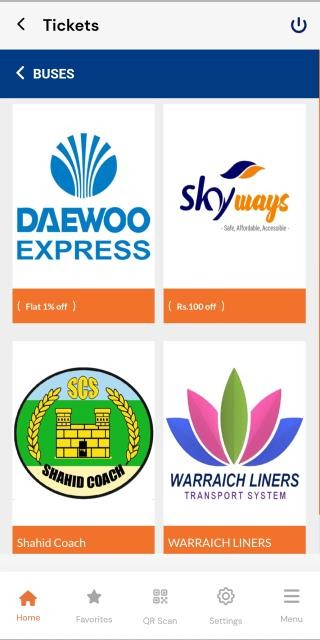 Tickets
BUSES
DAEWOO
EXPRESS
( Flat 1% off )
skyways
- Safe, Affordable, Accessible -
( Rs.100 off )
SCS
SHAHID COACH
Shahid Coach
WARRAICH LINERS
TRANSPORT SYSTEM
WARRAICH LINERS
Home
Favorites
QR Scan
Settings
Menu